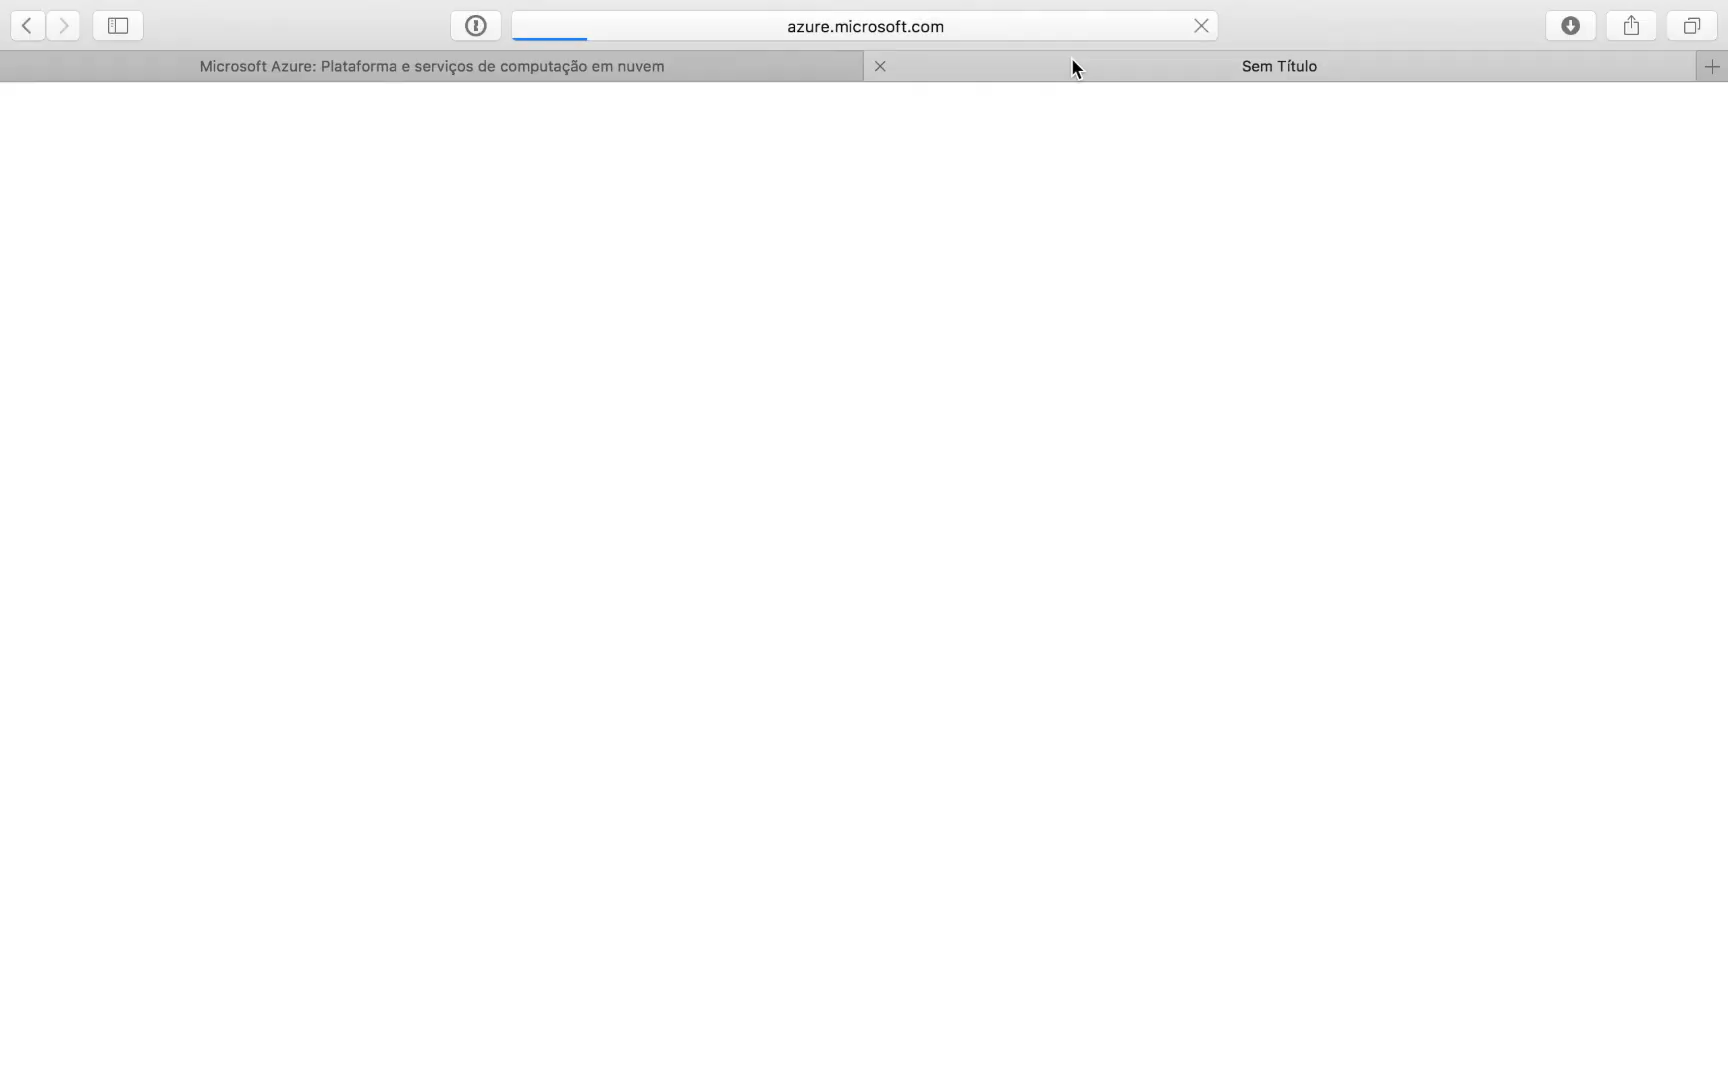 azure.microsoft.com
Microsoft Azure: Plataforma e serviços de computação em nuvem
Sem Título